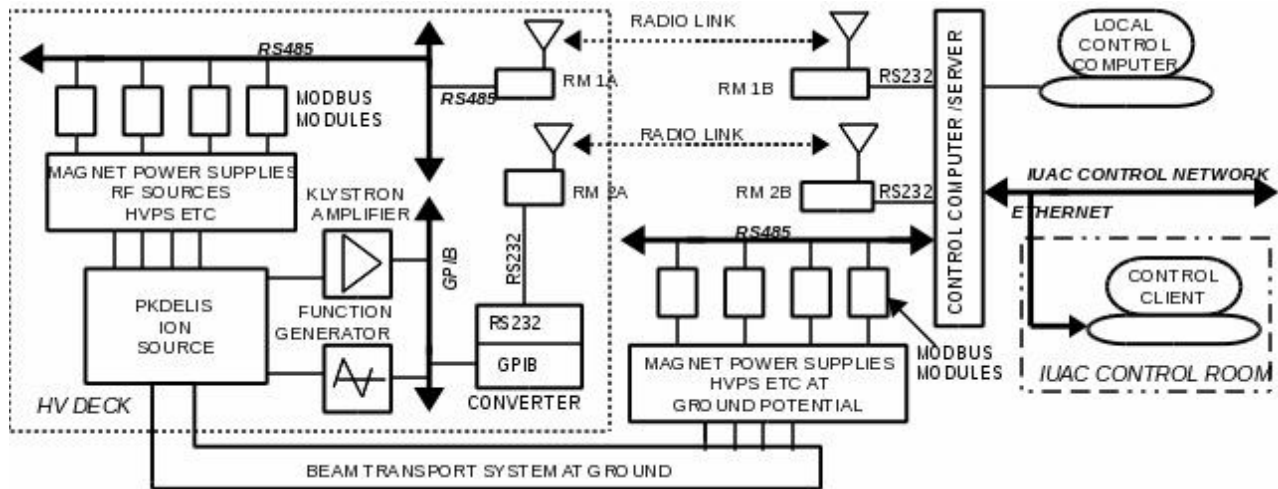 RADIO LINK
LOCAL
CONTROL
COMPUTER
RS485
RM 1A
RM 1B
RS232
RS485
MODBUS
MODULES
RADIO LINK
MAGNET POWER SUPPLIES
RF SOURCES
HVPS ETC
KLYSTRON
AMPLIFIER
RM 2A
RM 2B
RS232
CONTROL COMPUTER /SERVER
IUAC CONTROL NETWORK
ETHERNET
RS485
GPIB
RS232
PKDELIS
ION
SOURCE
FUNCTION
GENERATOR
RS232
GPIB
CONVERTER
MODBUS
MODULES
CONTROL
CLIENT
MAGNET POWER SUPPLIES
HVPS ETC AT
GROUND POTENTIAL
IUAC CONTROL ROOM
HV DECK
BEAM TRANSPORT SYSTEM AT GROUND